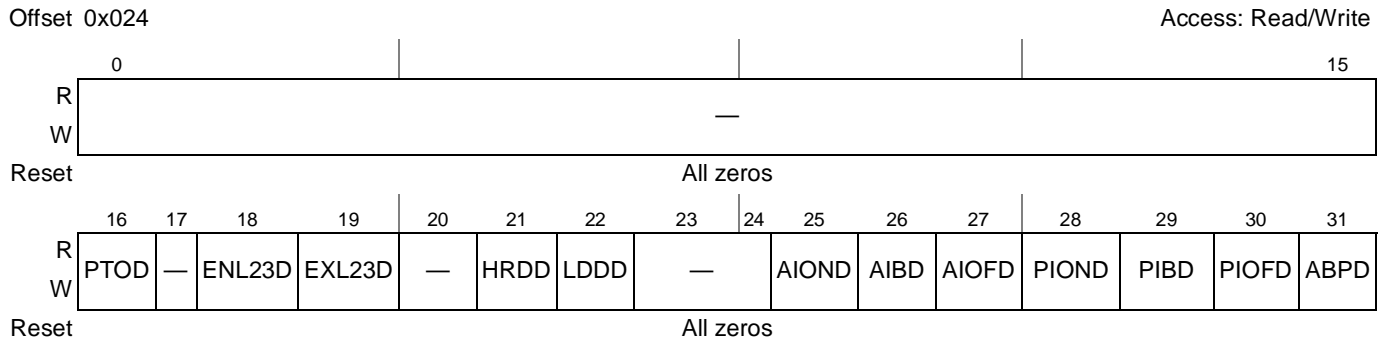 Offset 0x024 Access: Read/Write
0 15
R
—
W
Reset All zeros
16 17 18 19 20 21 22 23 24 25 26 27 28 29 30 31
R
PTOD — ENL23D EXL23D — HRDD LDDD — AIOND AIBD AIOFD PIOND PIBD PIOFD ABPD
W
Reset All zeros